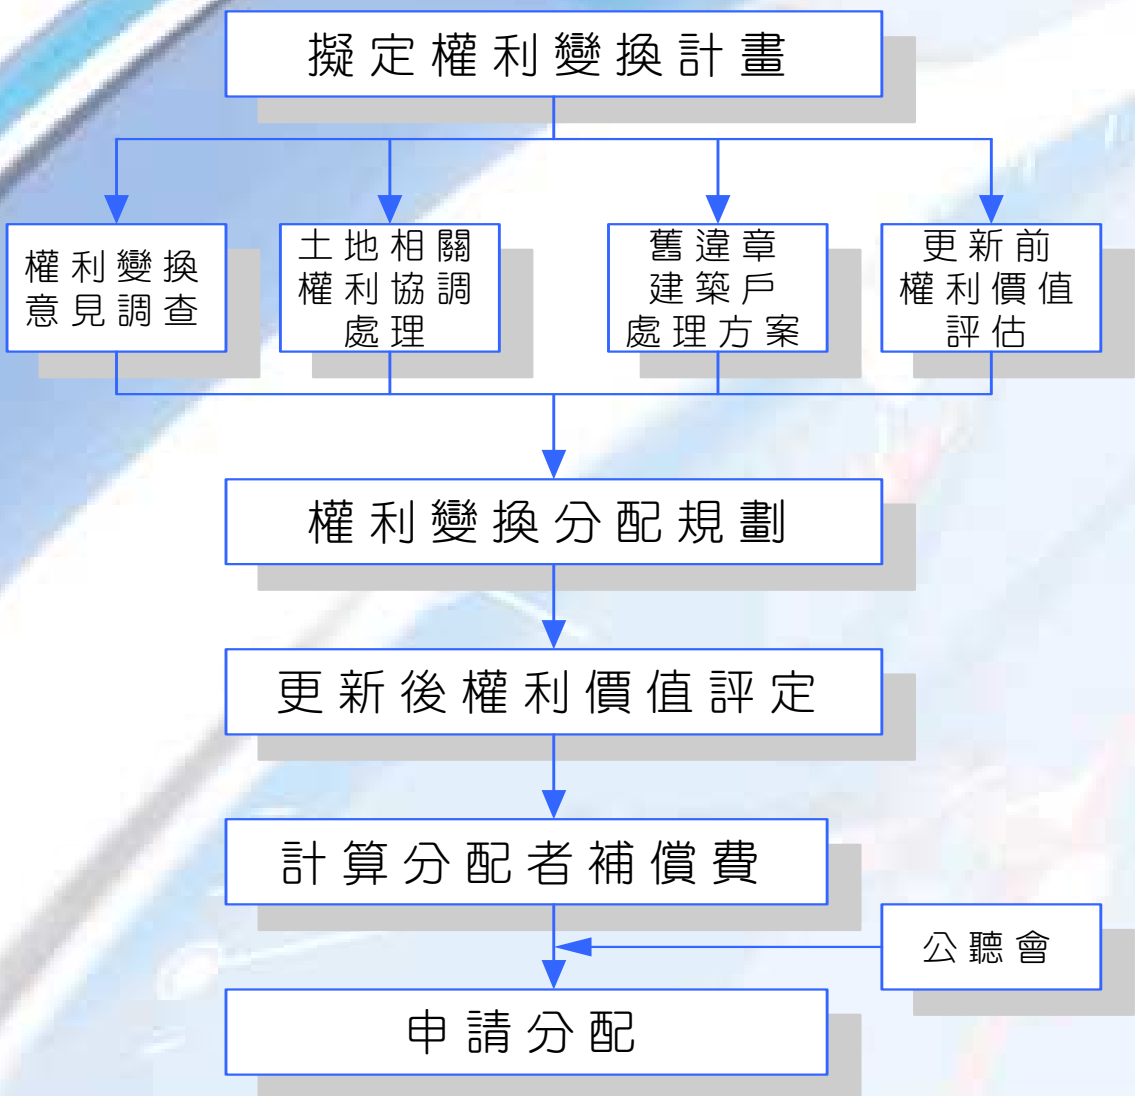 擬定權利變換計畫
權利變換
意見調查
土地相關
權利協調
處理
舊違章
建築戶
處理方案
更新前
權利價值
評估
權利變換分配規劃
更新後權利價值評定
計算分配者補償費
公聽會
申請分配